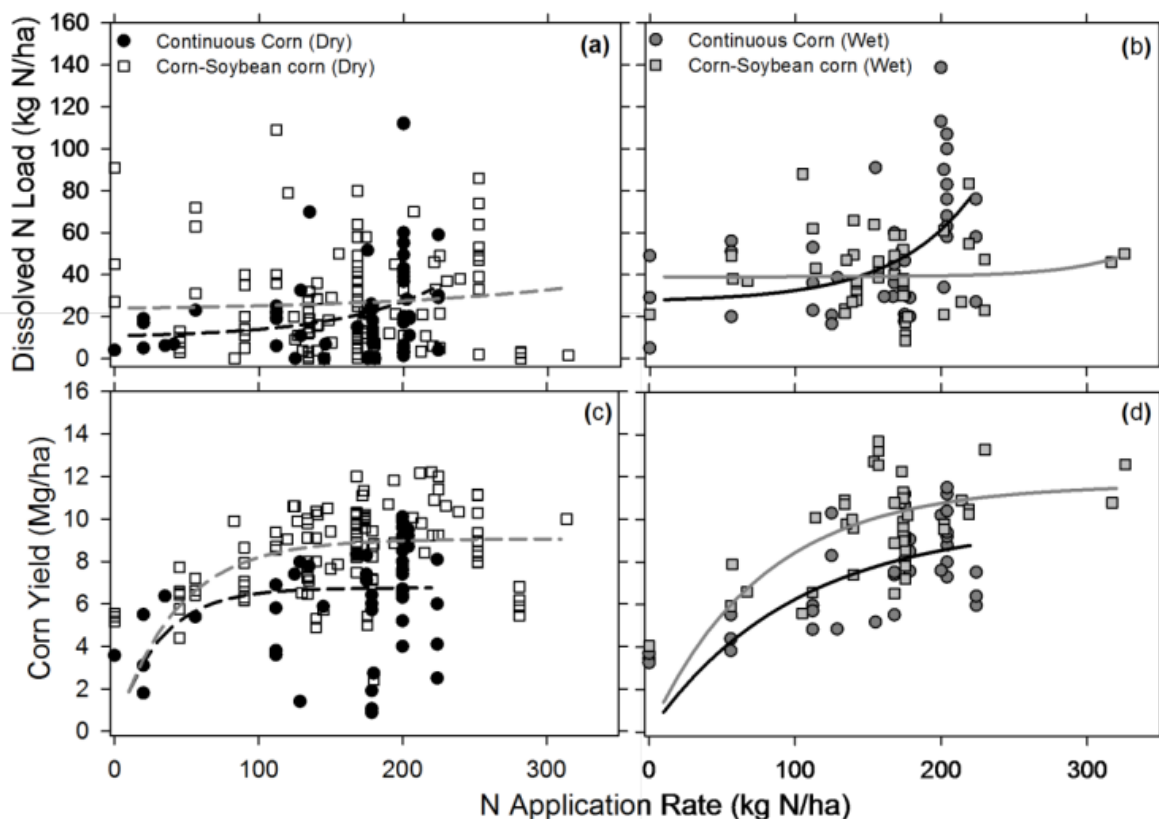 160
140
120
100
80
60
40
20
0
Dissolved N Load (kg N/ha)
Continuous Corn (Dry)
Corn-Soybean corn (Dry)
(a)
Continuous Corn (Wet)
Corn-Soybean corn (Wet)
(b)
16
14
12
10
8
6
4
2
0
Corn Yield (Mg/ha)
(c)
(d)
0 100 200 300
0 100 200 300
N Application Rate (kg N/ha)